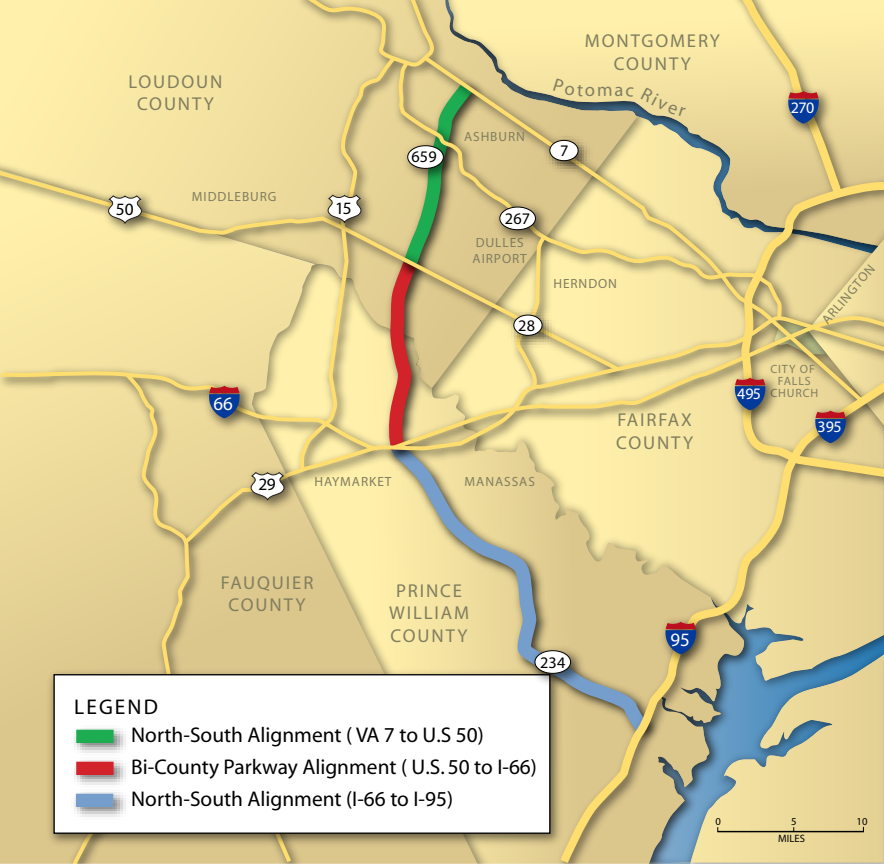 MONTGOMERY
COUNTY
LOUDOUN
COUNTY
Potomac River
270
ASHBURN
7
659
MIDDLEBURG
50
15
267
DULLES
AIRPORT
HERNDON
ARLINGTON
28
CITY OF
FALLS
CHURCH
495
66
395
FAIRFAX
COUNTY
29
HAYMARKET
MANASSAS
FAUQUIER
COUNTY
PRINCE
WILLIAM
COUNTY
95
234
LEGEND
North-South Alignment ( VA 7 to U.S 50)
Bi-County Parkway Alignment ( U.S. 50 to I-66)
North-South Alignment (I-66 to I-95)
0 5 10
MILES